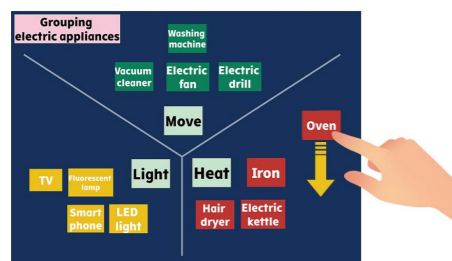 Grouping
electric appliances
Washing
machine
Vacuum
cleaner
Electric
fan
Electric
drill
Move
Oven
TV
Fluorescent
lamp
Light
Heat
Iron
Smart
phone
LED
light
Hair
dryer
Electric
kettle